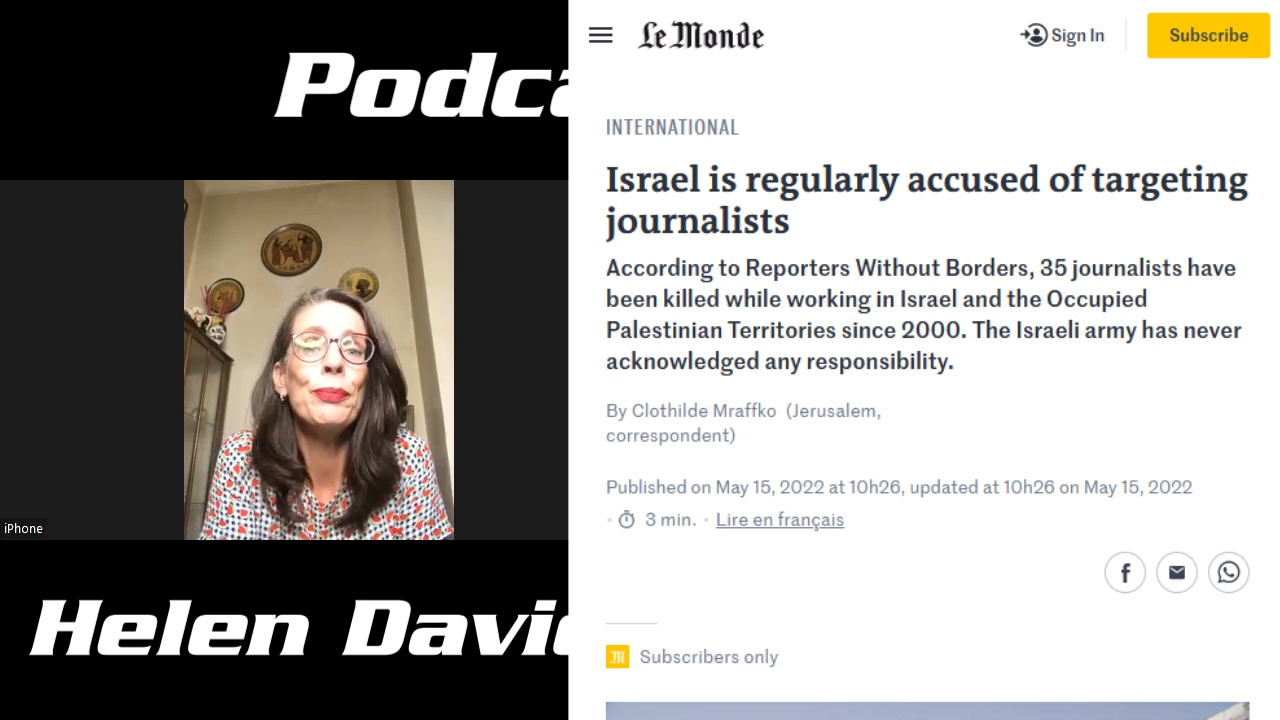 Podca
iPhone
Helen Davi
Le Monde
Sign In
Subscribe
INTERNATIONAL
Israel is regularly accused of targeting
journalists
According to Reporters Without Borders, 35 journalists have
been killed while working in Israel and the Occupied
Palestinian Territories since 2000. The Israeli army has never
acknowledged any responsibility.
By Clothilde Mraffko (Jerusalem,
correspondent)
Published on May 15, 2022 at 10h26, updated at 10h26 on May 15, 2022
• 3 min. • Lire en français
Subscribers only